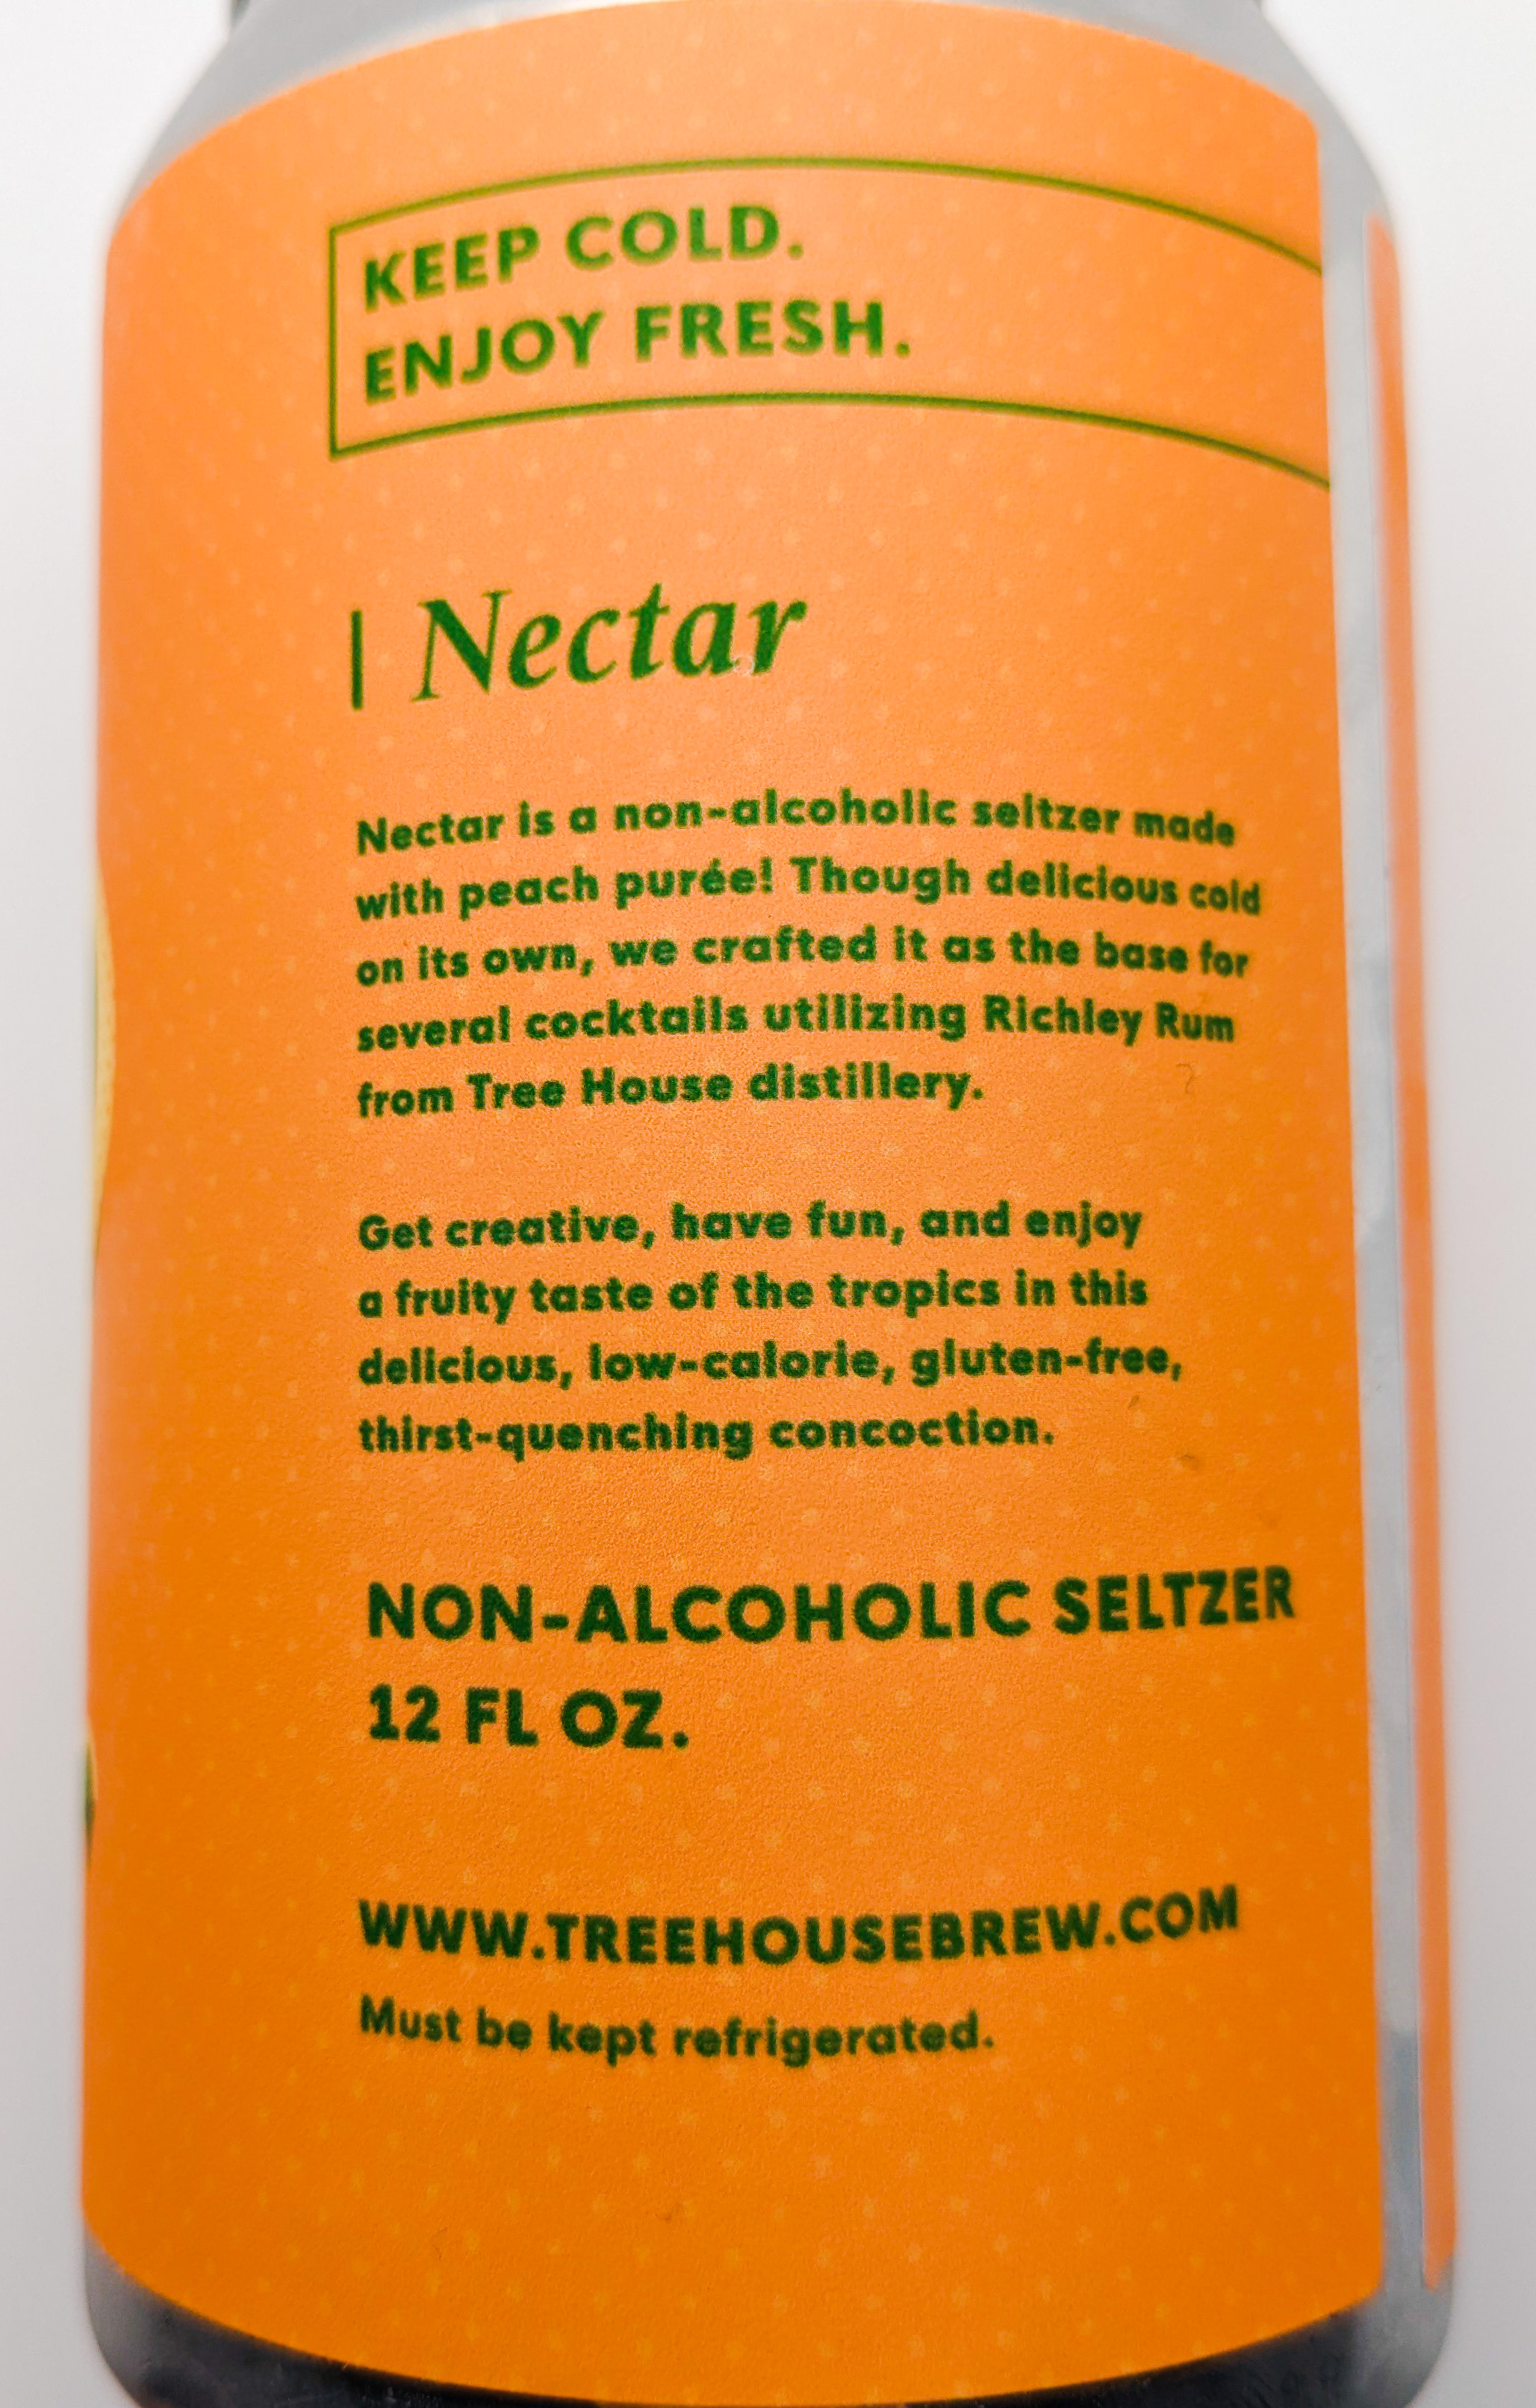 KEEP COLD.
ENJOY FRESH.
| Nectar
Nectar is a non-alcoholic seltzer made
with peach purée! Though delicious cold
on its own, we crafted it as the base for
several cocktails utilizing Richley Rum
from Tree House distillery.
Get creative, have fun, and enjoy
a fruity taste of the tropics in this
delicious, low-calorie, gluten-free,
thirst-quenching concoction.
NON-ALCOHOLIC SELTZER
12 FL OZ.
WWW.TREEHOUSEBREW.COM
Must be kept refrigerated.